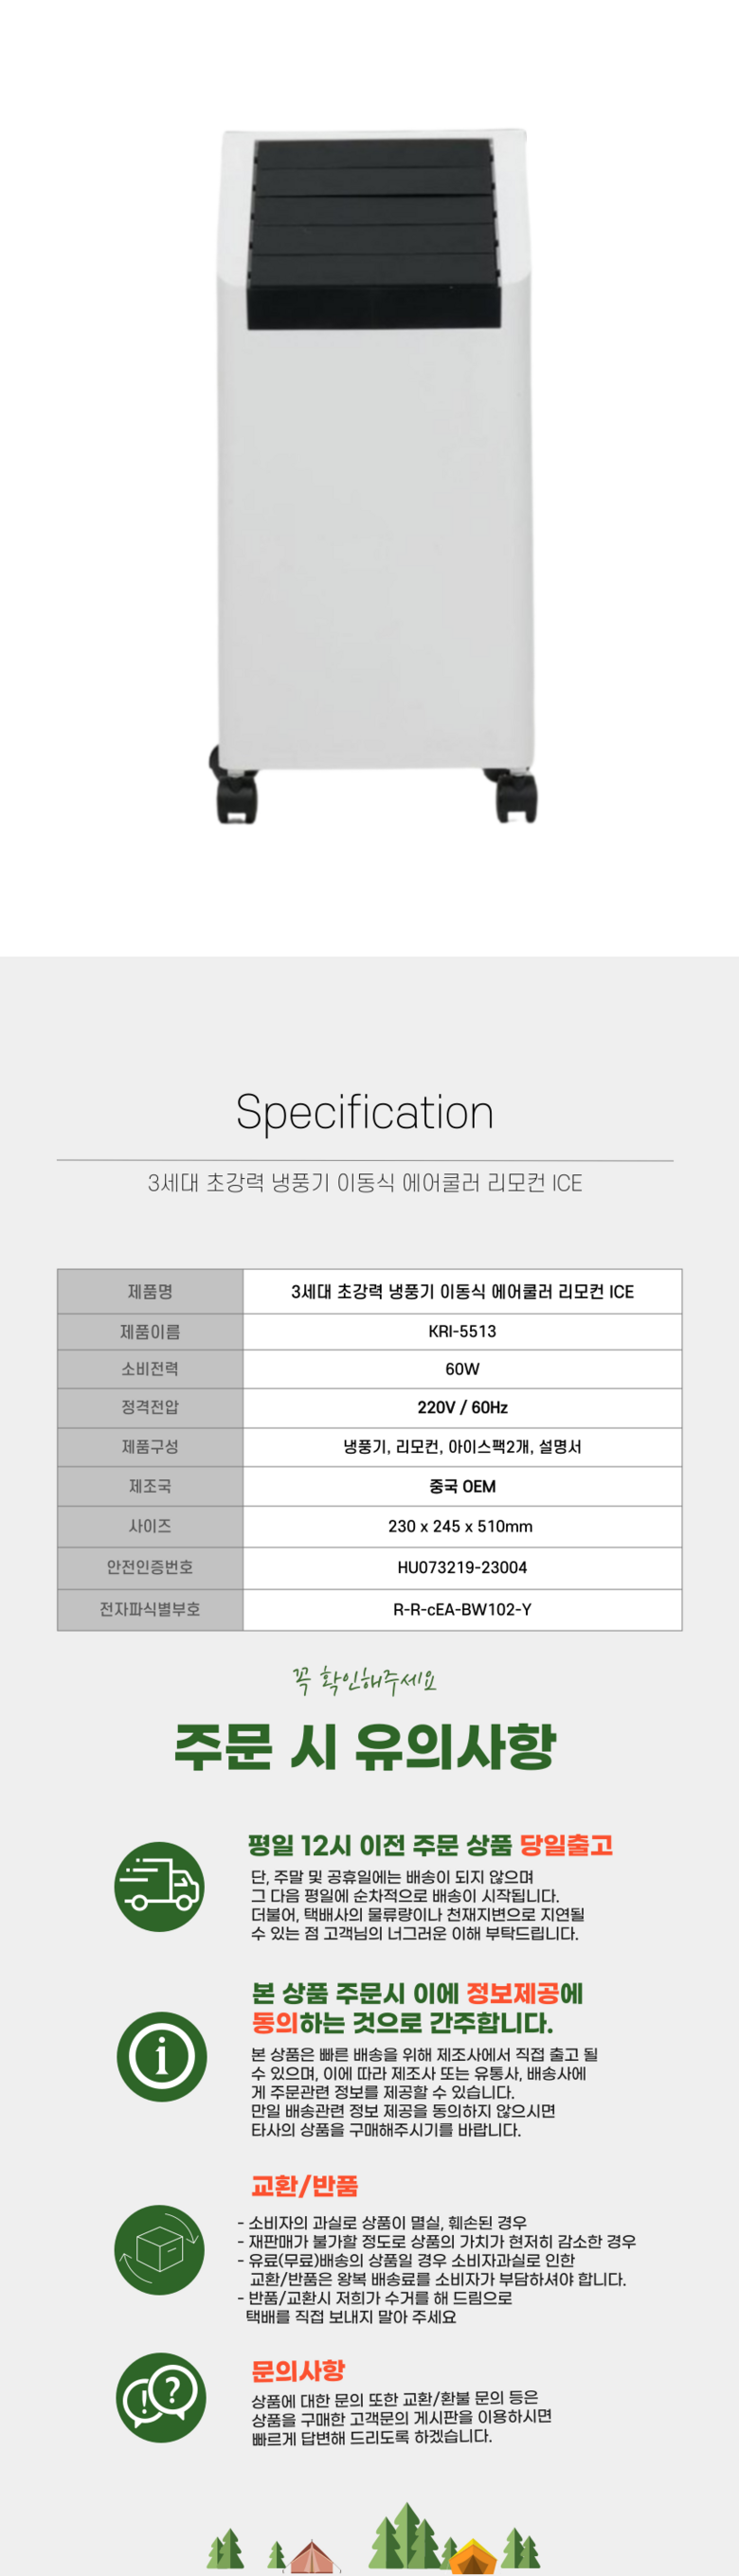 Specification
3세대 초강력 냉풍기 이동식 에어쿨러 리모컨 ICE
제품명 3세대 초강력 냉풍기 이동식 에어쿨러 리모컨 ICE
제품이름 KRI-5513
소비전력 60W
정격전압 220V / 60Hz
제품구성 냉풍기, 리모컨, 아이스팩2개, 설명서
제조국 중국 OEM
사이즈 230 x 245 x 510mm
안전인증번호 HU073219-23004
전자파식별부호 R-R-cEA-BW102-Y
꼭 확인해주세요
주문 시 유의사항
평일 12시 이전 주문 상품 당일출고
단, 주말 및 공휴일에는 배송이 되지 않으며
그 다음 평일에 순차적으로 배송이 시작됩니다.
더불어, 택배사의 물류량이나 천재지변으로 지연될
수 있는 점 고객님의 너그러운 이해 부탁드립니다.
본 상품 주문시 이에 정보제공에
동의하는 것으로 간주합니다.
본 상품은 빠른 배송을 위해 제조사에서 직접 출고 될
수 있으며, 이에 따라 제조사 또는 유통사, 배송사에
게 주문관련 정보를 제공할 수 있습니다.
만일 배송관련 정보 제공을 동의하지 않으시면
타사의 상품을 구매해주시기를 바랍니다.
교환/반품
- 소비자의 과실로 상품이 멸실, 훼손된 경우
- 재판매가 불가할 정도로 상품의 가치가 현저히 감소한 경우
- 유료(무료)배송의 상품일 경우 소비자과실로 인한
교환/반품은 왕복 배송료를 소비자가 부담하셔야 합니다.
- 반품/교환시 저희가 수거를 해 드림으로
택배를 직접 보내지 말아 주세요
문의사항
상품에 대한 문의 또한 교환/환불 문의 등은
상품을 구매한 고객문의 게시판을 이용하시면
빠르게 답변해 드리도록 하겠습니다.